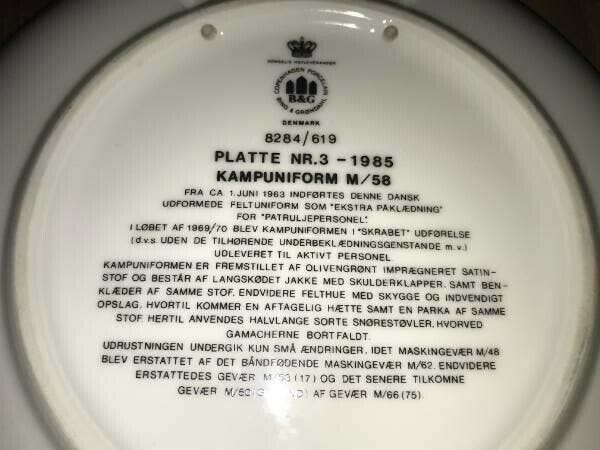 KONGELIG HOFLEVERANDØR
COPENHAGEN PORCELAIN
B&G
BING & GRØNDAHL
DENMARK
8284/619
PLATTE NR.3 - 1985
KAMPUNIFORM M/58
FRA CA. 1.JUNI 1963 INDFØRTES DENNE DANSK
UDFORMEDE FELTUNIFORM SOM "EKSTRA PÅKLÆDNING"
FOR "PATRULJEPERSONEL".
I LØBET AF 1969/70 BLEV KAMPUNIFORMEN I "SKRABET" UDFØRELSE
(d.v.s. UDEN DE TILHØRENDE UNDERBEKLÆDNINGSGENSTANDE m.v.)
UDLEVERET TIL AKTIVT PERSONEL.
KAMPUNIFORMEN ER FREMSTILLET AF OLIVENGRØNT IMPRÆGNERET SATIN-
STOF OG BESTÅR AF LANGSKØDET JAKKE MED SKULDERKLAPPER, SAMT BEN-
KLÆDER AF SAMME STOF. ENDVIDERE FELTHUE MED SKYGGE OG INDVENDIGT
OPSLAG. HVORTIL KOMMER EN AFTAGELIG HÆTTE SAMT EN PARKA AF SAMME
STOF. HERTIL ANVENDES HALVLANGE SORTE SNØRESTØVLER, HVORVED
GAMACHERNE BORTFALDT.
UDRUSTNINGEN UNDERGIK KUN SMÅ ÆNDRINGER, IDET MASKINGEVÆR M/48
BLEV ERSTATTET AF DET BÅNDFØDENDE MASKINGEVÆR M/62. ENDVIDERE
ERSTATTEDES GEVÆR M/53 (17) OG DET SENERE TILKOMNE
GEVÆR AF GEVÆR M/66 (75).